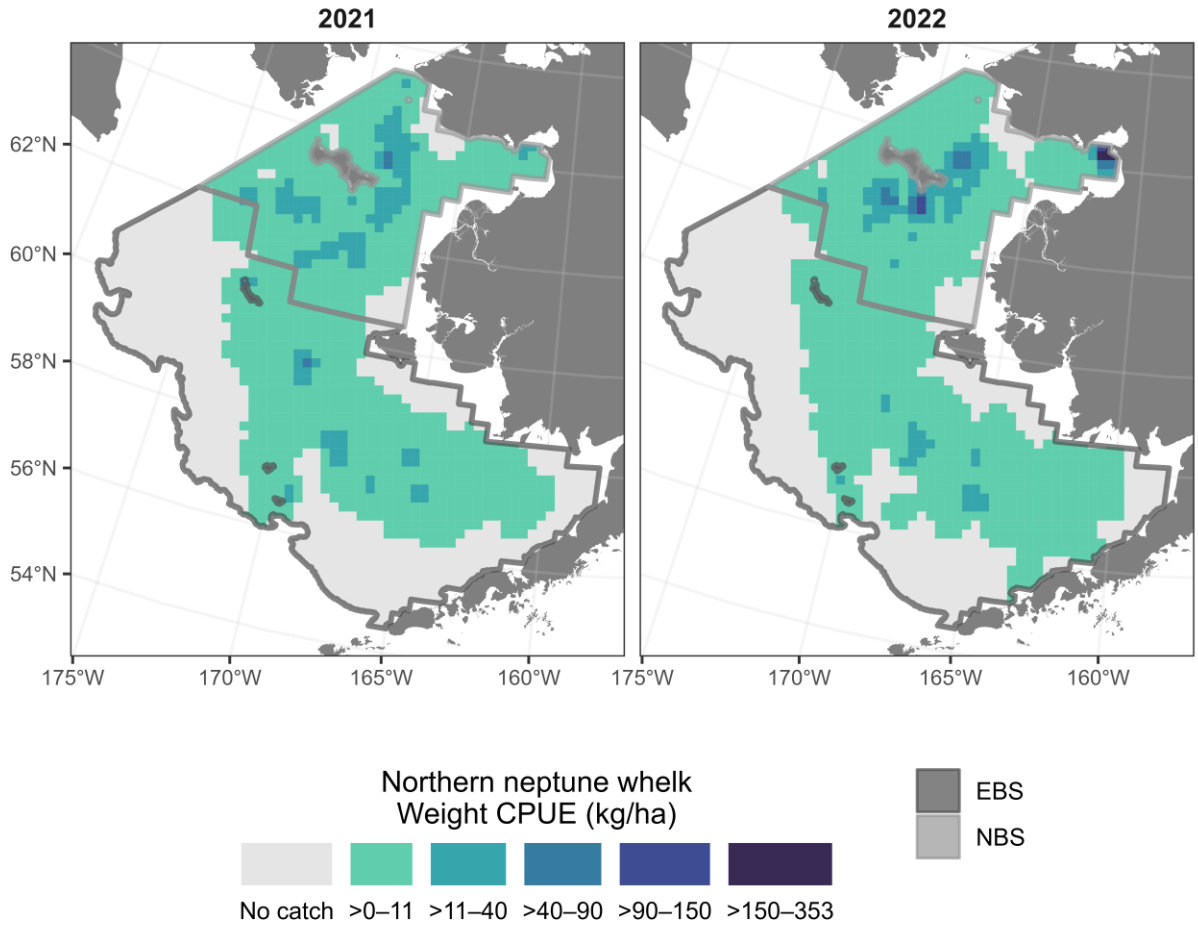 2021
2022
62°N
60°N
58°N
56°N
54°N
175°W
170°W
165°W
160°W
175°W
170°W
165°W
160°W
Northern neptune whelk
Weight CPUE (kg/ha)
No catch
>0–11
>11–40
>40–90
>90–150
>150–353
EBS
NBS